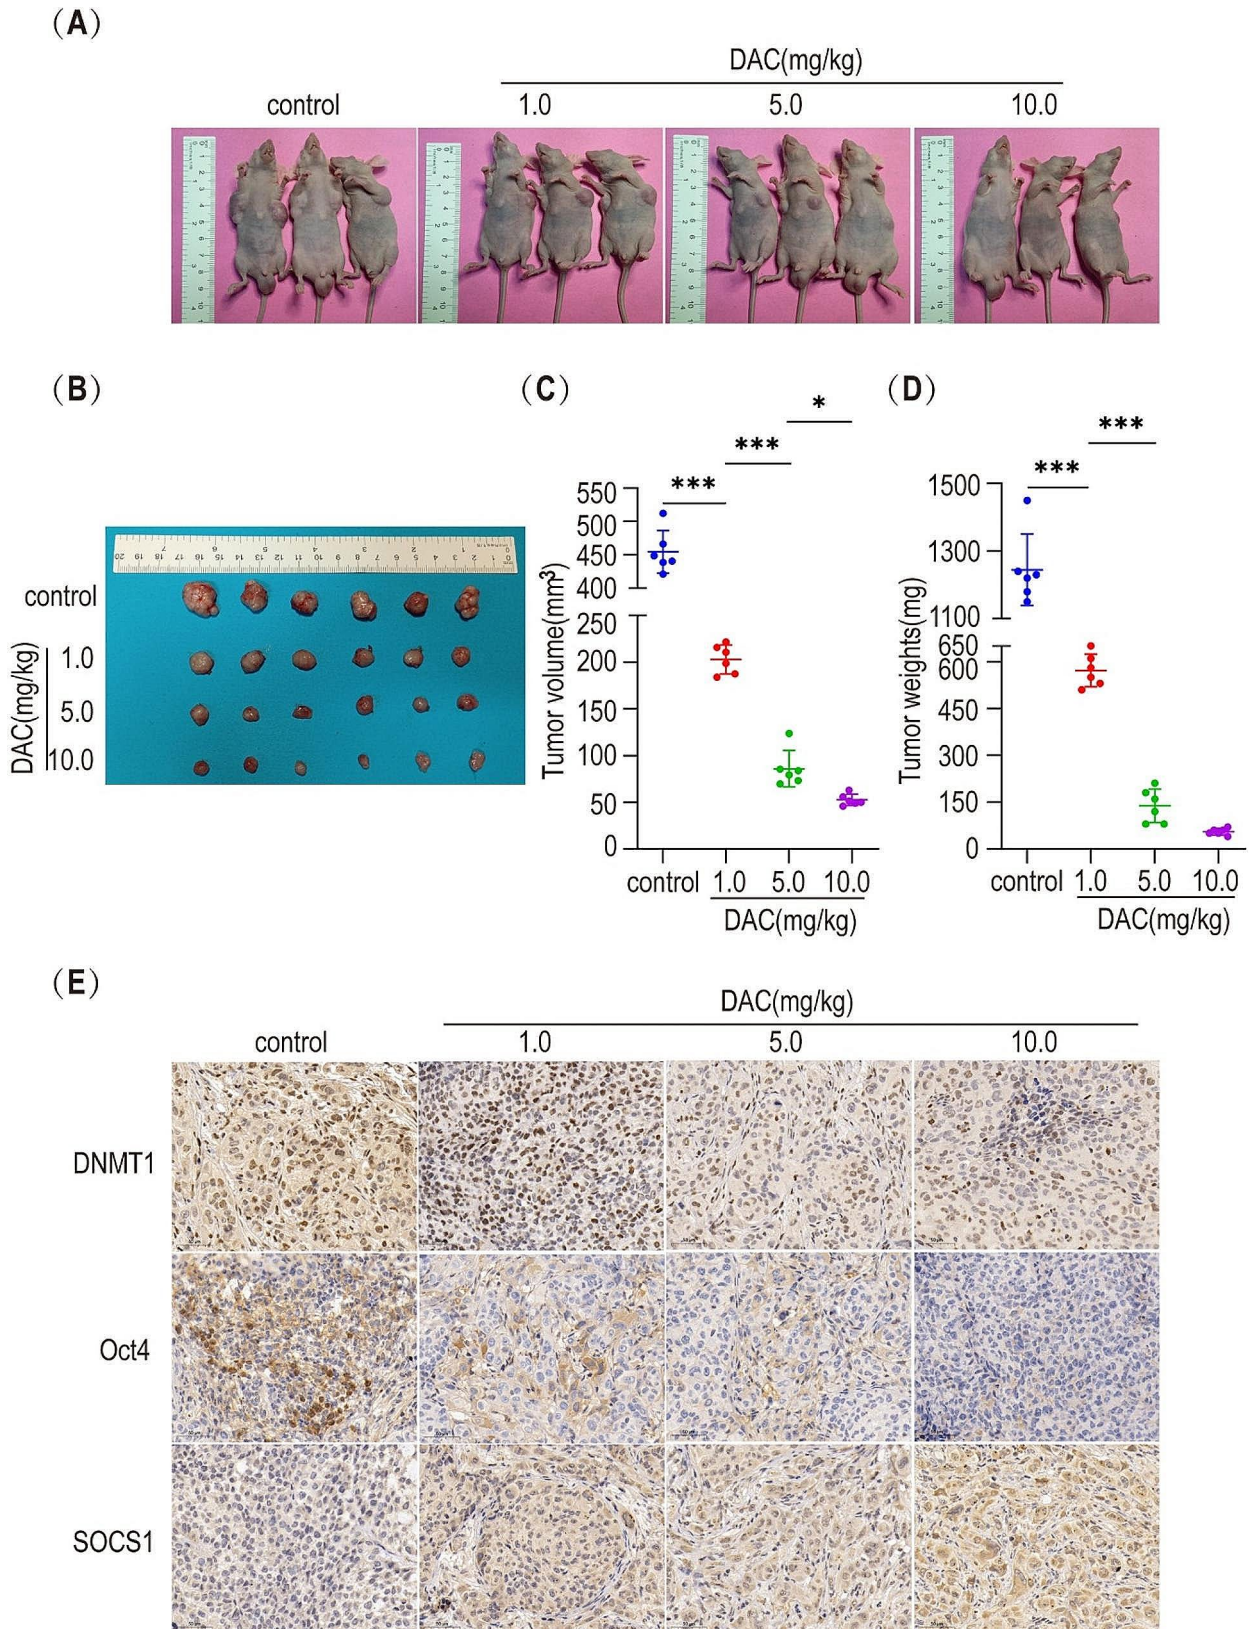 (A)
DAC(mg/kg)
control 1.0 5.0 10.0
(B)
control
DAC(mg/kg)
1.0
5.0
10.0
(C)
*
***
***
Tumor volume(mm³)
550
500
450
400
250
200
150
100
50
0
control 1.0 5.0 10.0
DAC(mg/kg)
(D)
***
***
Tumor weights(mg)
1500
1300
1100
650
600
450
300
150
0
control 1.0 5.0 10.0
DAC(mg/kg)
(E)
DAC(mg/kg)
control 1.0 5.0 10.0
DNMT1
Oct4
SOCS1